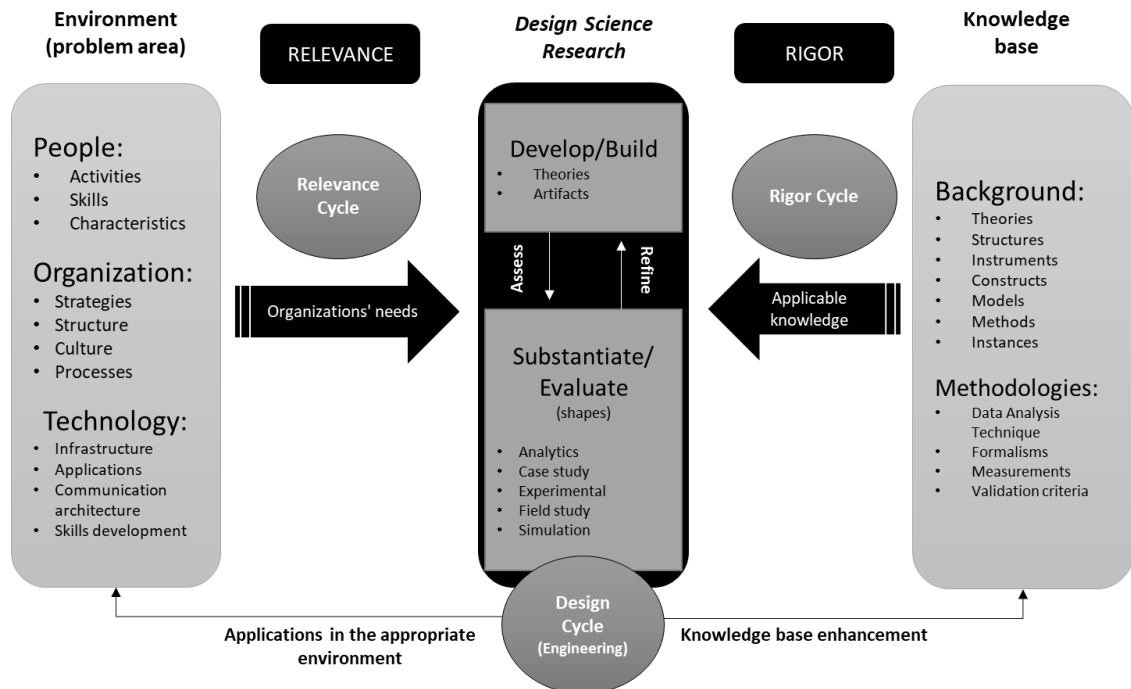 Environment
(problem area)
RELEVANCE
Design Science
Research
RIGOR
Knowledge
base
People:
• Activities
• Skills
• Characteristics
Organization:
• Strategies
• Structure
• Culture
• Processes
Technology:
• Infrastructure
• Applications
• Communication
architecture
• Skills development
Relevance
Cycle
Organizations' needs
Develop/Build
• Theories
• Artifacts
Assess
Refine
Substantiate/
Evaluate
(shapes)
• Analytics
• Case study
• Experimental
• Field study
• Simulation
Rigor Cycle
Applicable
knowledge
Background:
• Theories
• Structures
• Instruments
• Constructs
• Models
• Methods
• Instances
Methodologies:
• Data Analysis
Technique
• Formalisms
• Measurements
• Validation criteria
Design
Cycle
(Engineering)
Applications in the appropriate
environment
Knowledge base enhancement